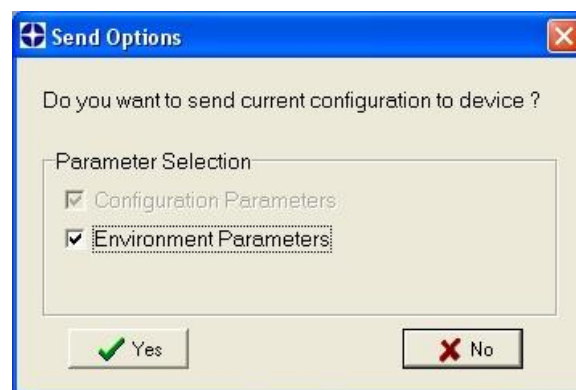 Send Options
Do you want to send current configuration to device ?
Parameter Selection
Configuration Parameters
Environment Parameters
Yes
No